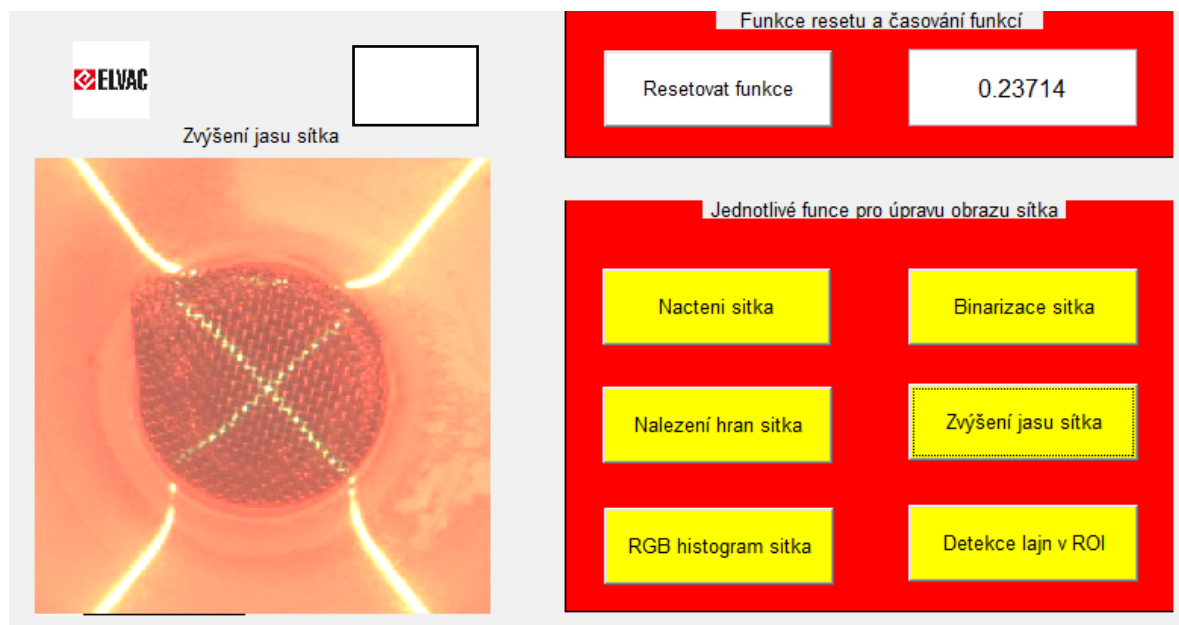 ELVAC
Zvýšení jasu sítka
Funkce resetu a časování funkcí
Resetovat funkce
0.23714
Jednotlivé funce pro úpravu obrazu sítka
Nacteni sitka
Binarizace sitka
Nalezení hran sitka
Zvýšení jasu sítka
RGB histogram sitka
Detekce lajn v ROI